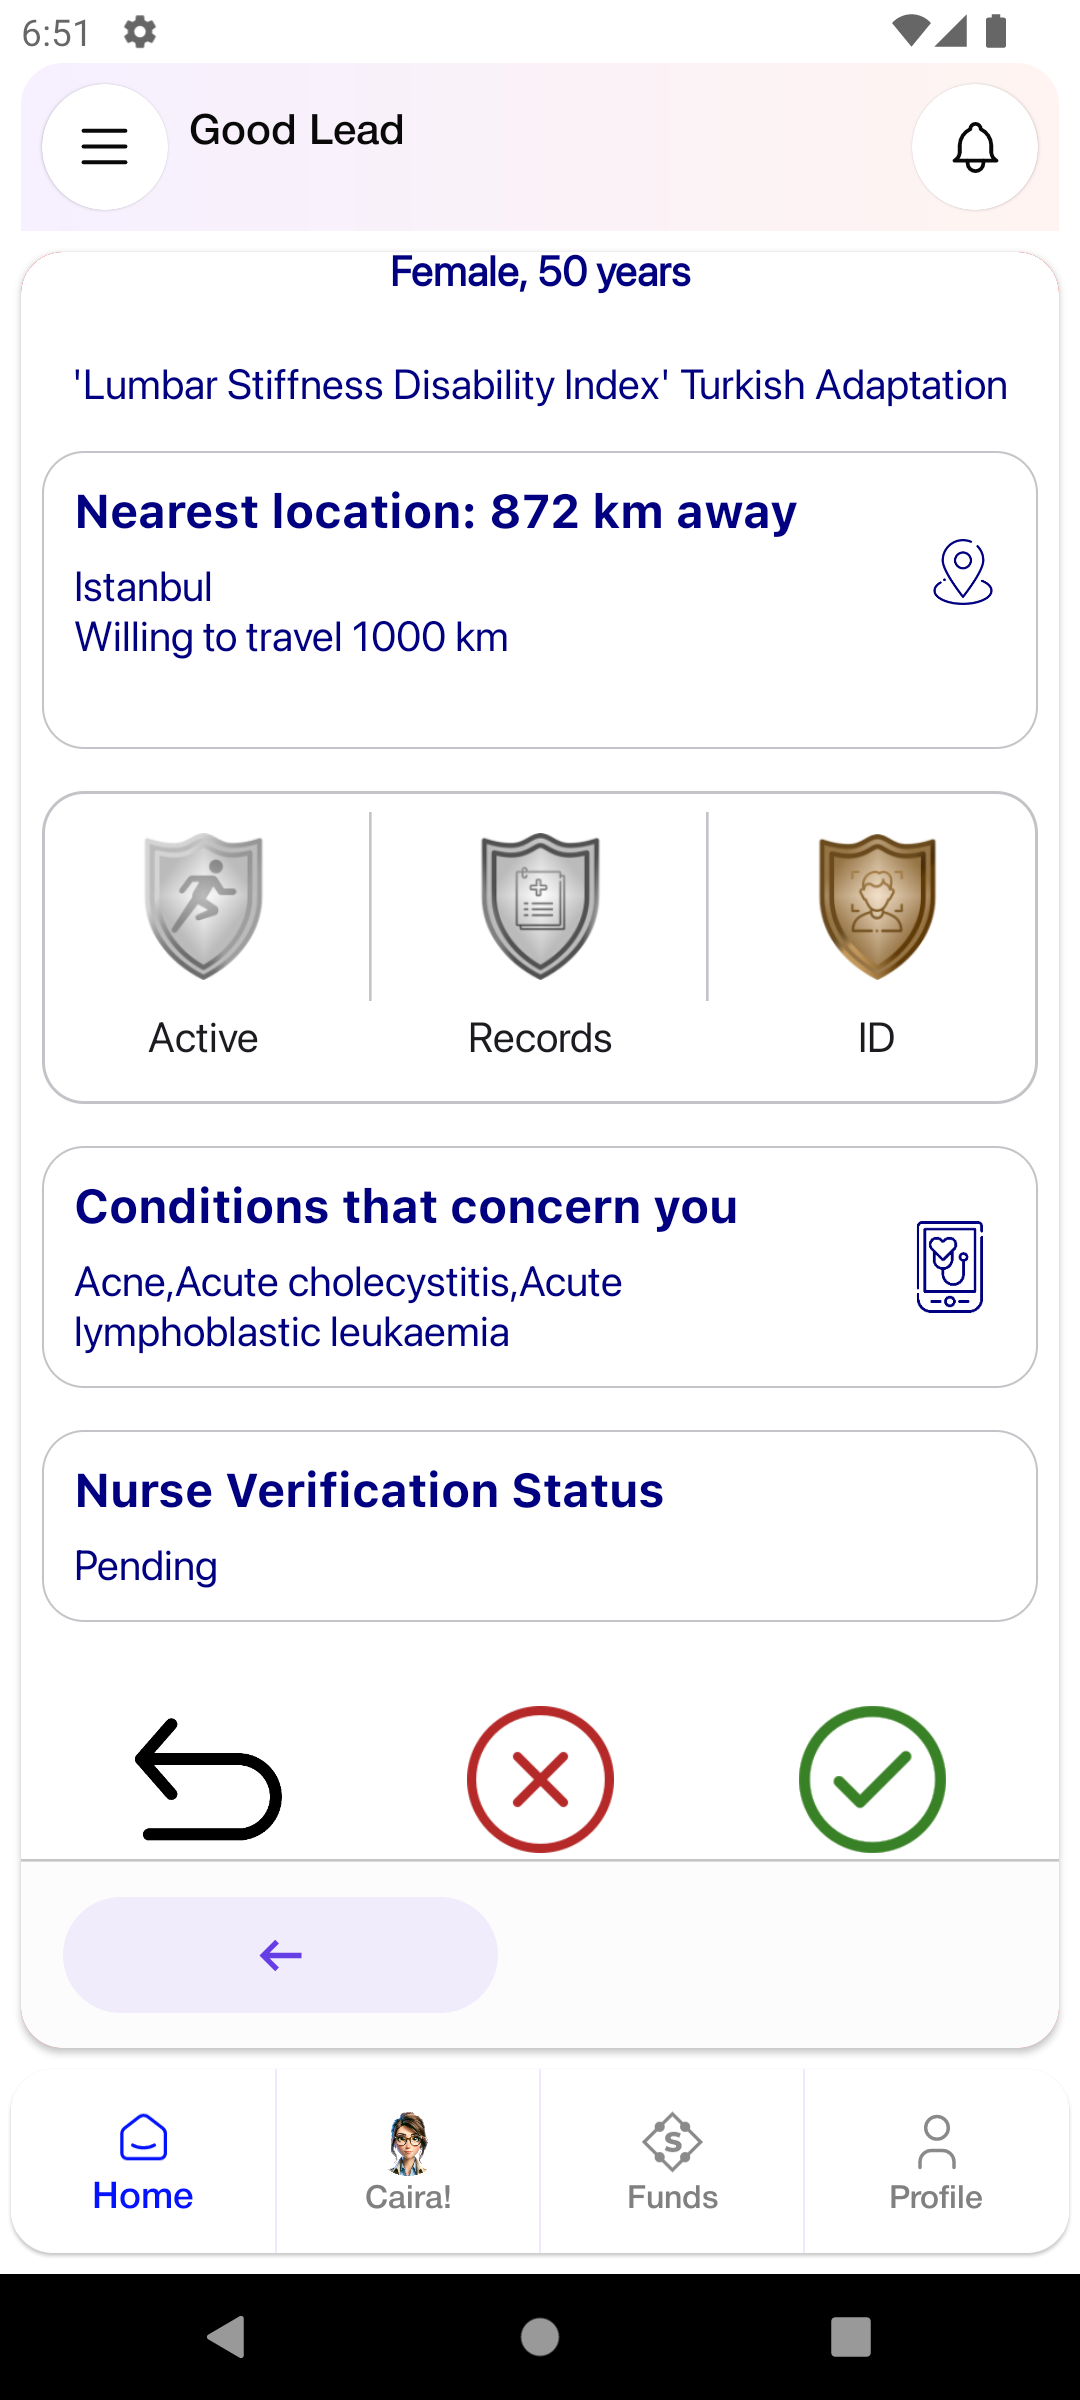 6:51
Good Lead
Female, 50 years
'Lumbar Stiffness Disability Index' Turkish Adaptation
Nearest location: 872 km away
Istanbul
Willing to travel 1000 km
Active
Records
ID
Conditions that concern you
Acne,Acute cholecystitis,Acute
lymphoblastic leukaemia
Nurse Verification Status
Pending
Home
Caira!
Funds
Profile